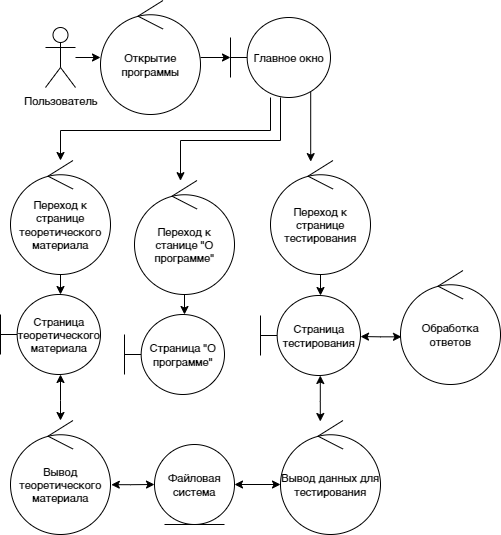 Открытие
программы
Главное окно
Пользователь
Переход к
странице
теоретического
материала
Переход к
станице "О
программе"
Переход к
странице
тестирования
Страница
теоретического
материала
Страница "О
программе"
Страница
тестирования
Обработка
ответов
Вывод
теоретического
материала
Файловая
система
Вывод данных для
тестирования